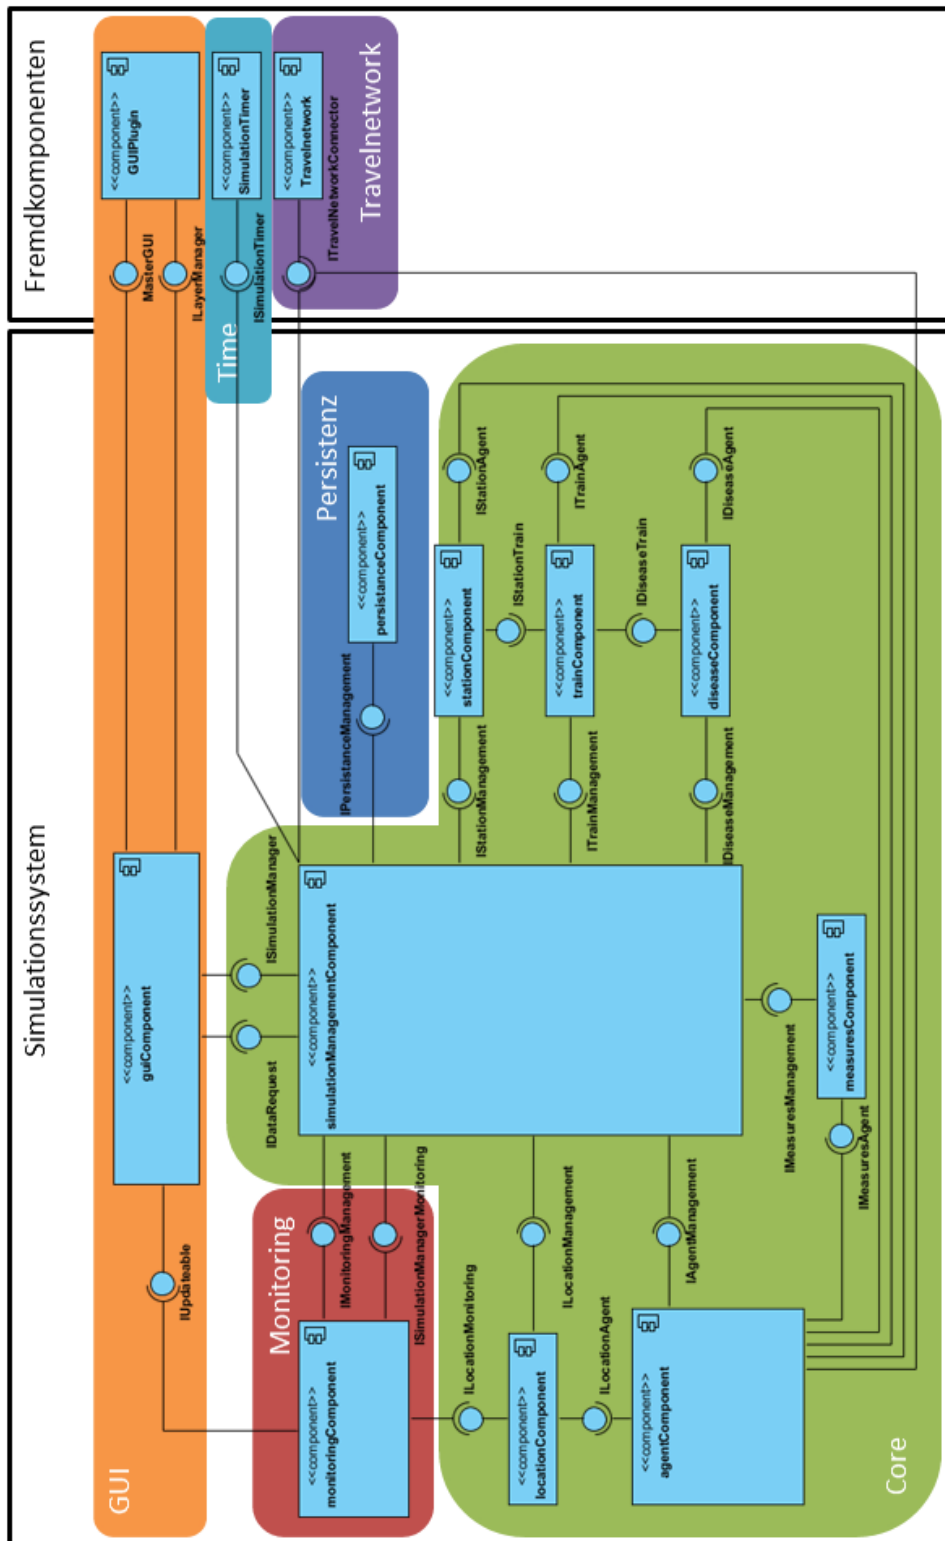 Simulationssystem
Fremdkomponenten
GUI
<<component>>
guiComponent
<<component>>
GUIPlugin
IUpdateable
MasterGUI
ILayerManager
Time
<<component>>
SimulationTimer
ISimulationTimer
Travelnetwork
<<component>>
Travelnetwork
ITravelNetworkConnector
IDataRequest
ISimulationManager
Monitoring
<<component>>
monitoringComponent
IMonitoringManagement
ISimulationManagerMonitoring
<<component>>
simulationManagementComponent
Persistenz
<<component>>
persistanceComponent
IPersistanceManagement
ILocationMonitoring
<<component>>
locationComponent
ILocationManagement
ILocationAgent
<<component>>
agentComponent
IAgentManagement
IStationManagement
<<component>>
stationComponent
IStationAgent
IStationTrain
ITrainManagement
<<component>>
trainComponent
ITrainAgent
IDiseaseTrain
IDiseaseManagement
<<component>>
diseaseComponent
IDiseaseAgent
IMeasuresManagement
<<component>>
measuresComponent
IMeasuresAgent
Core